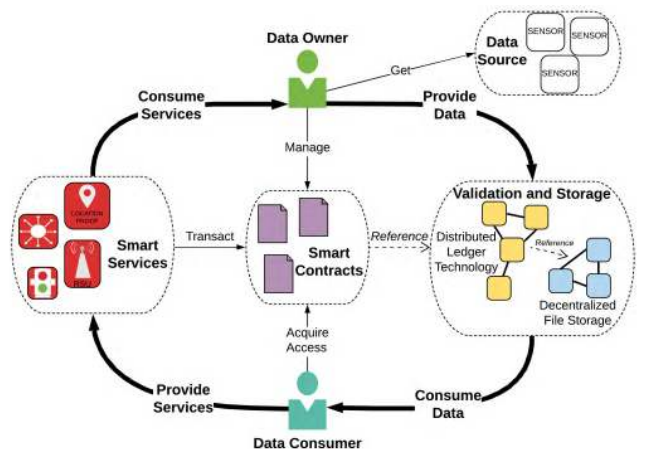 Data Owner
Data
Source
SENSOR
SENSOR
SENSOR
Get
Consume
Services
Provide
Data
Manage
Validation and Storage
LOCATION
PROOF
Smart
Services
RSU
Transact
Smart
Contracts
Reference
Distributed
Ledger
Technology
Reference
Decentralized
File Storage
Acquire
Access
Provide
Services
Consume
Data
Data Consumer